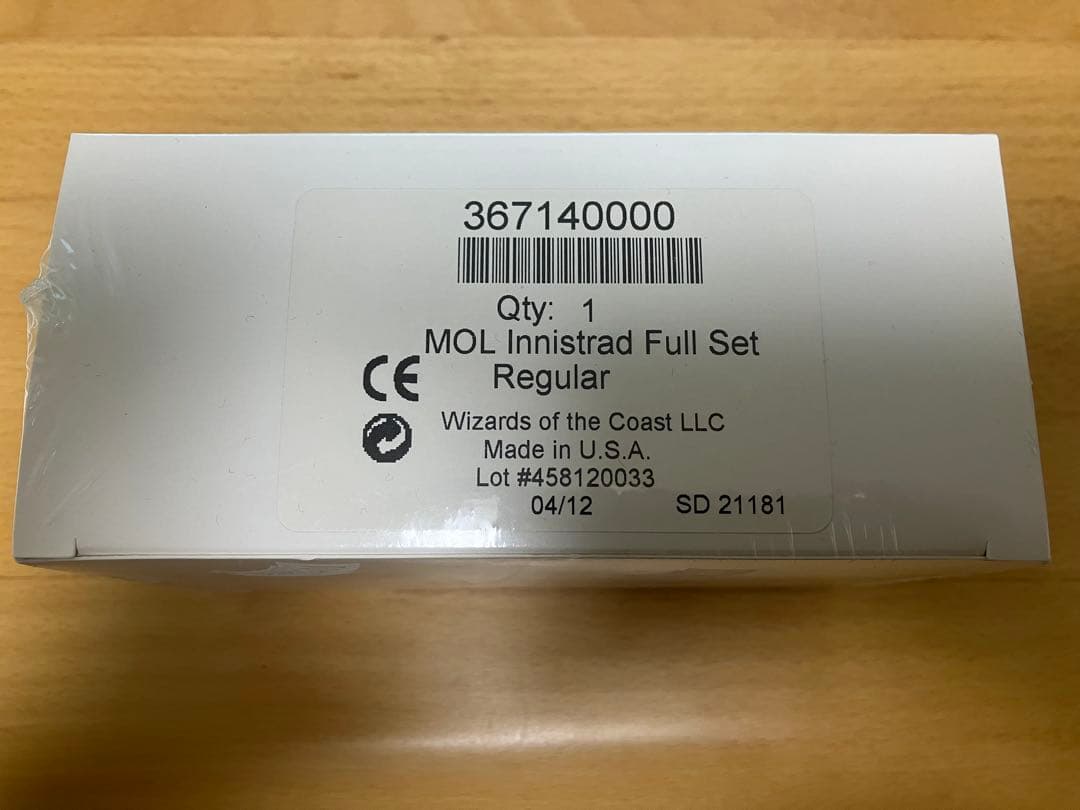 367140000
Qty: 1
MOL Innistrad Full Set
CE Regular
Wizards of the Coast LLC
Made in U.S.A.
Lot #458120033
04/12 SD 21181